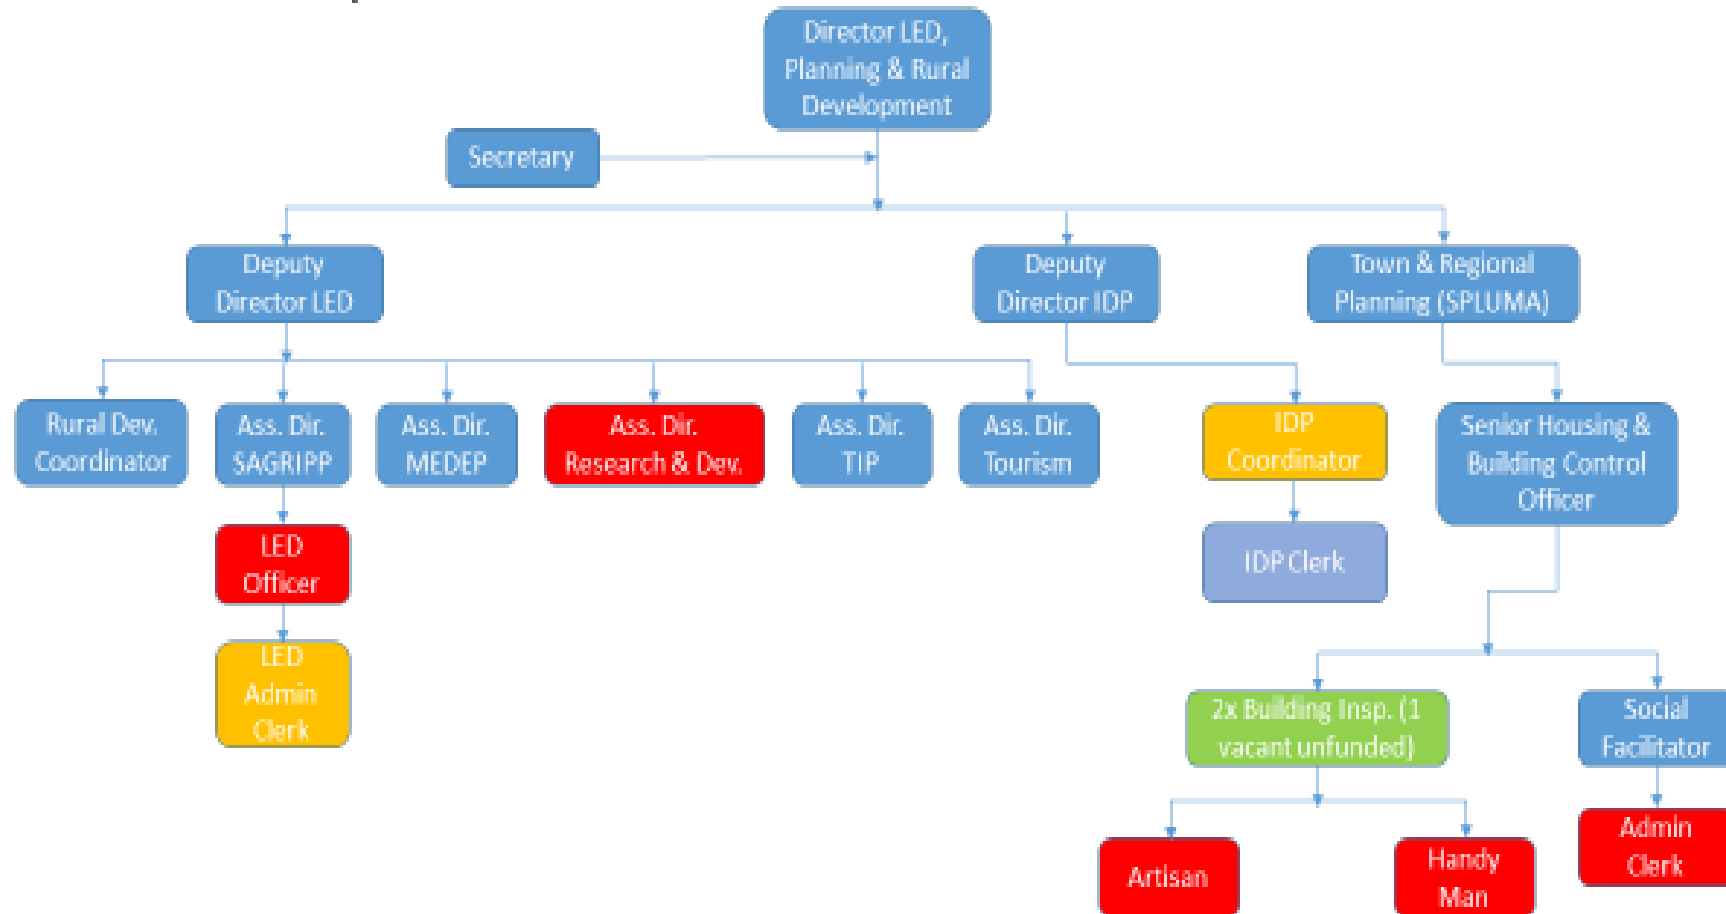 Director LED,
Planning & Rural
Development
Secretary
Deputy
Director LED
Deputy
Director IDP
Town & Regional
Planning (SPLUMA)
Rural Dev.
Coordinator
Ass. Dir.
SAGRIPP
Ass. Dir.
MEDEP
Ass. Dir.
Research & Dev.
Ass. Dir.
TIP
Ass. Dir.
Tourism
IDP
Coordinator
Senior Housing &
Building Control
Officer
LED
Officer
IDP Clerk
LED
Admin
Clerk
2x Building Insp. (1
vacant unfunded)
Social
Facilitator
Artisan
Handy
Man
Admin
Clerk